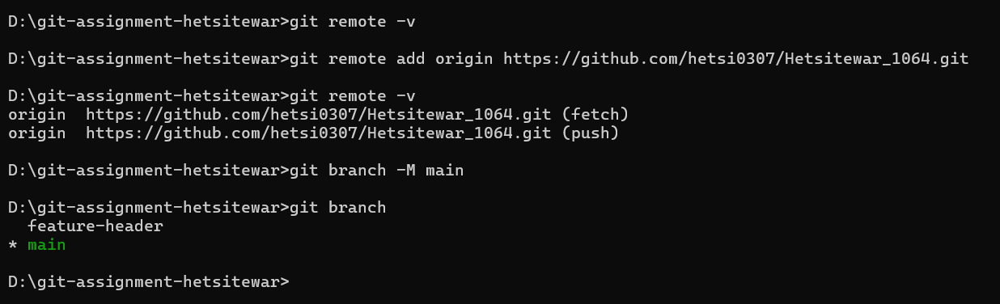 D:\git-assignment-hetsitewar>git remote -v
D:\git-assignment-hetsitewar>git remote add origin https://github.com/hetsi0307/Hetsitewar_1064.git
D:\git-assignment-hetsitewar>git remote -v
origin  https://github.com/hetsi0307/Hetsitewar_1064.git (fetch)
origin  https://github.com/hetsi0307/Hetsitewar_1064.git (push)
D:\git-assignment-hetsitewar>git branch -M main
D:\git-assignment-hetsitewar>git branch
  feature-header
* main
D:\git-assignment-hetsitewar>